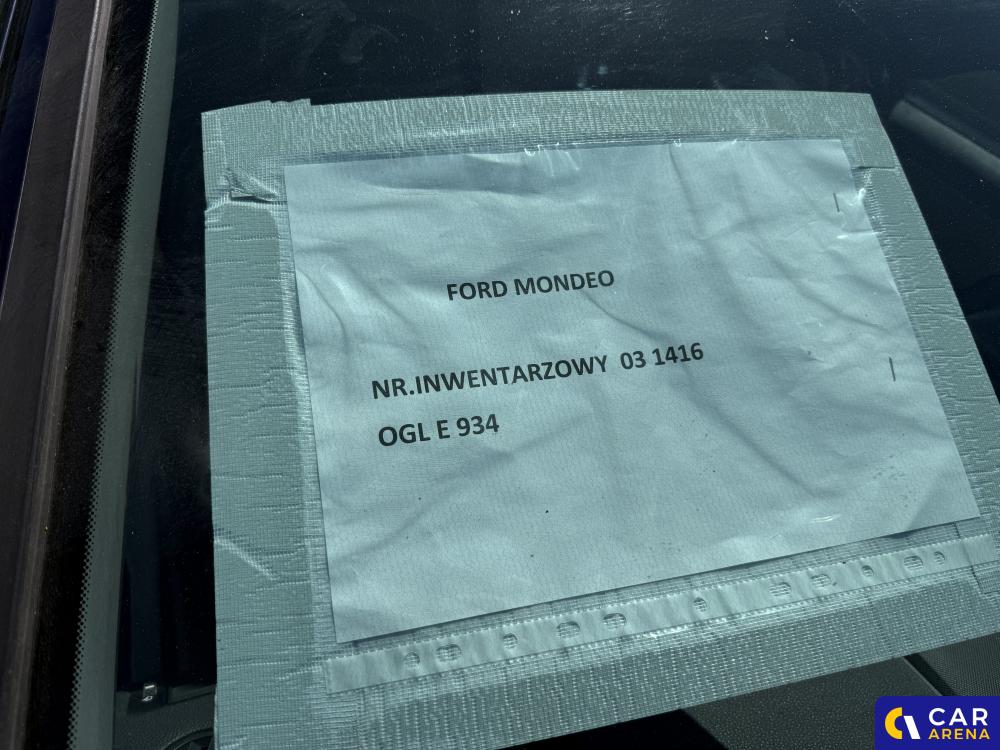 FORD MONDEO
NR.INWENTARZOWY 03 1416
OGL E 934
CAR
ARENA